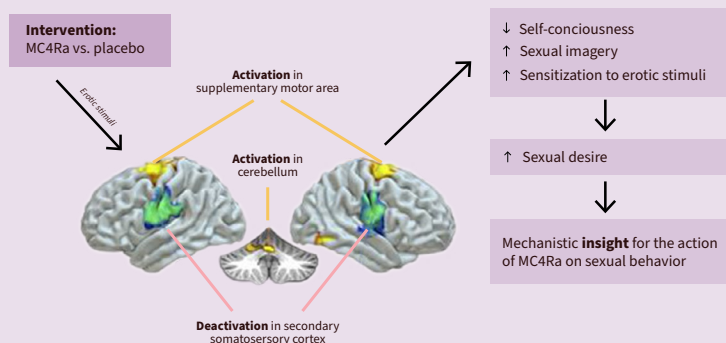 Intervention:
MC4Ra vs. placebo
Erotic stimuli
Activation in
supplementary motor area
Activation in
cerebellum
Deactivation in secondary
somatosersory cortex
↓ Self-conciousness
↑ Sexual imagery
↑ Sensitization to erotic stimuli
↑ Sexual desire
Mechanistic insight for the action
of MC4Ra on sexual behavior